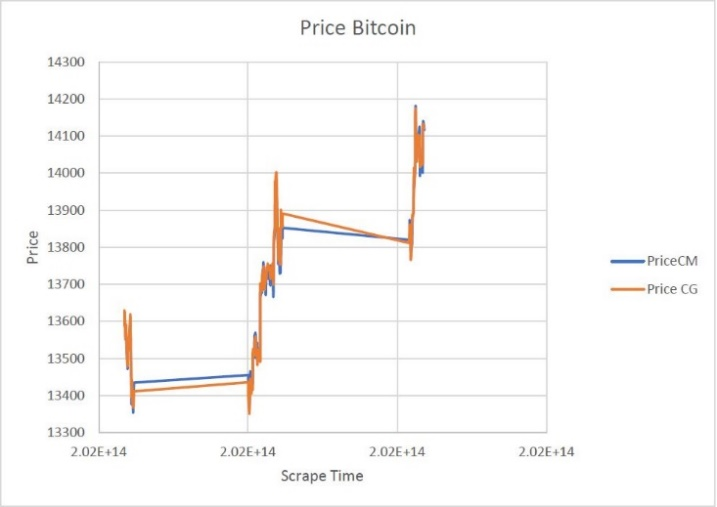 Price Bitcoin
14300
14200
14100
14000
13900
13800
13700
13600
13500
13400
13300
Price
2.02E+14 2.02E+14 2.02E+14 2.02E+14
Scrape Time
PriceCM
Price CG